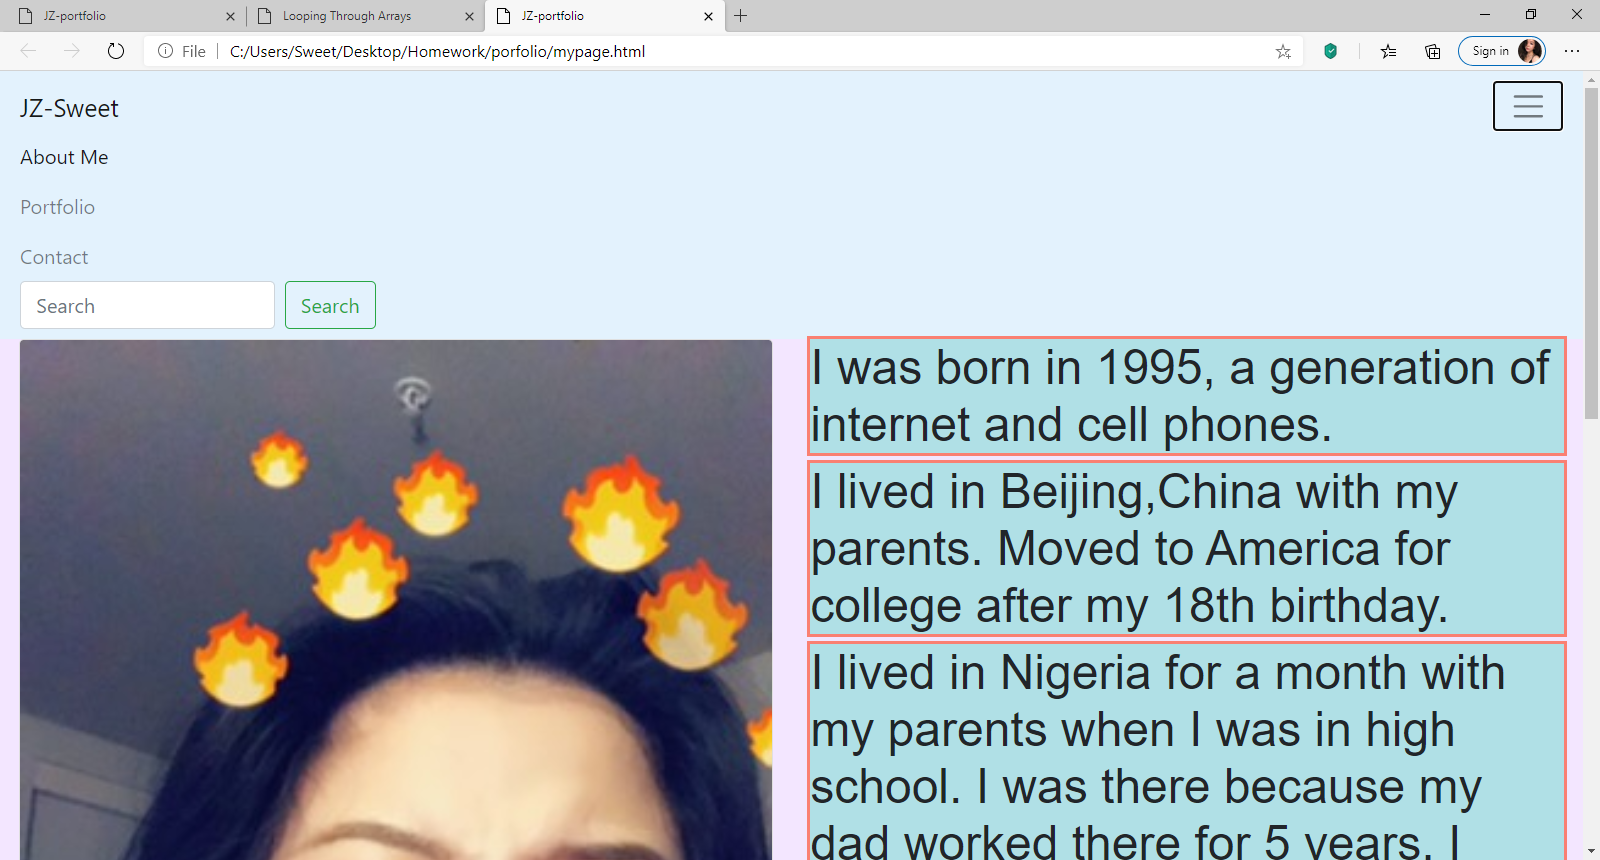 JZ-portfolio
Looping Through Arrays
JZ-portfolio
File
C:/Users/Sweet/Desktop/Homework/porfolio/mypage.html
Sign in
JZ-Sweet
About Me
Portfolio
Contact
Search
Search
I was born in 1995, a generation of
internet and cell phones.
I lived in Beijing,China with my
parents. Moved to America for
college after my 18th birthday.
I lived in Nigeria for a month with
my parents when I was in high
school. I was there because my
dad worked there for 5 years. I